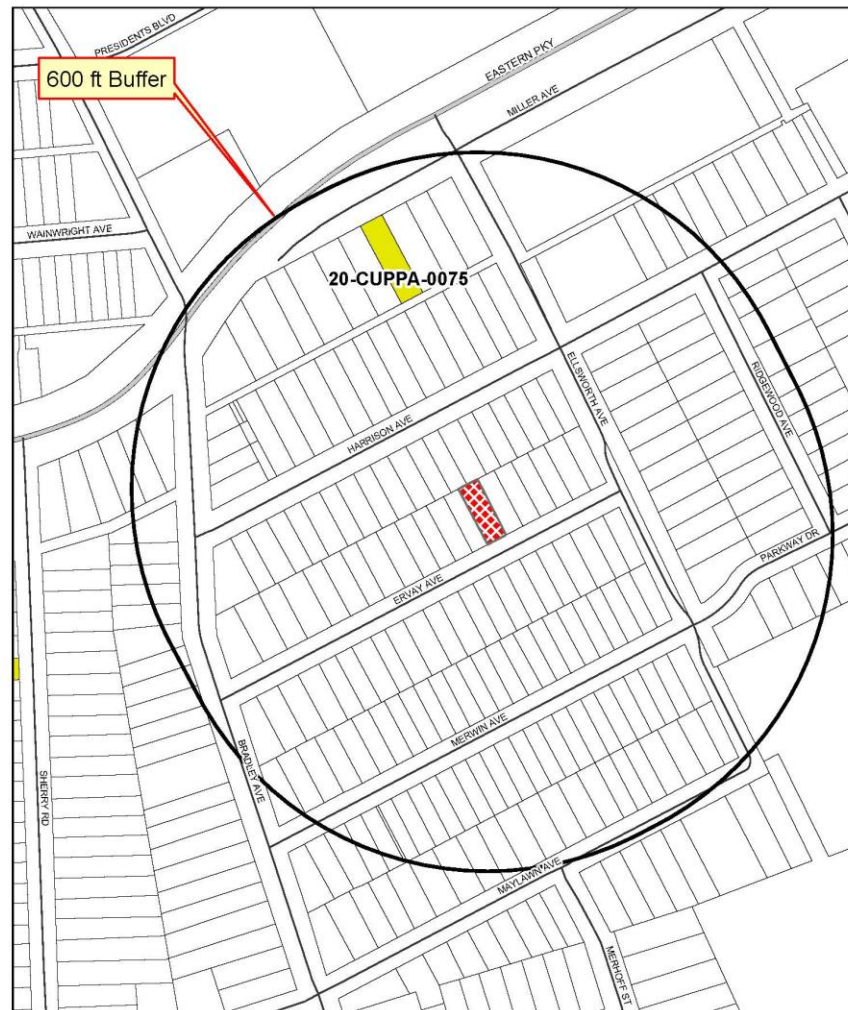 PRESIDENTS BLVD
EASTERN PKY
600 ft Buffer
MILLER AVE
WAINWRIGHT AVE
20-CUPPA-0075
ELLSWORTH AVE
RIDGEWOOD AVE
HARRISON AVE
PARKWAY DR
ERVAY AVE
MERWIN AVE
BRADLEY AVE
SHERRY RD
MAYLAWN AVE
MERHOFF ST